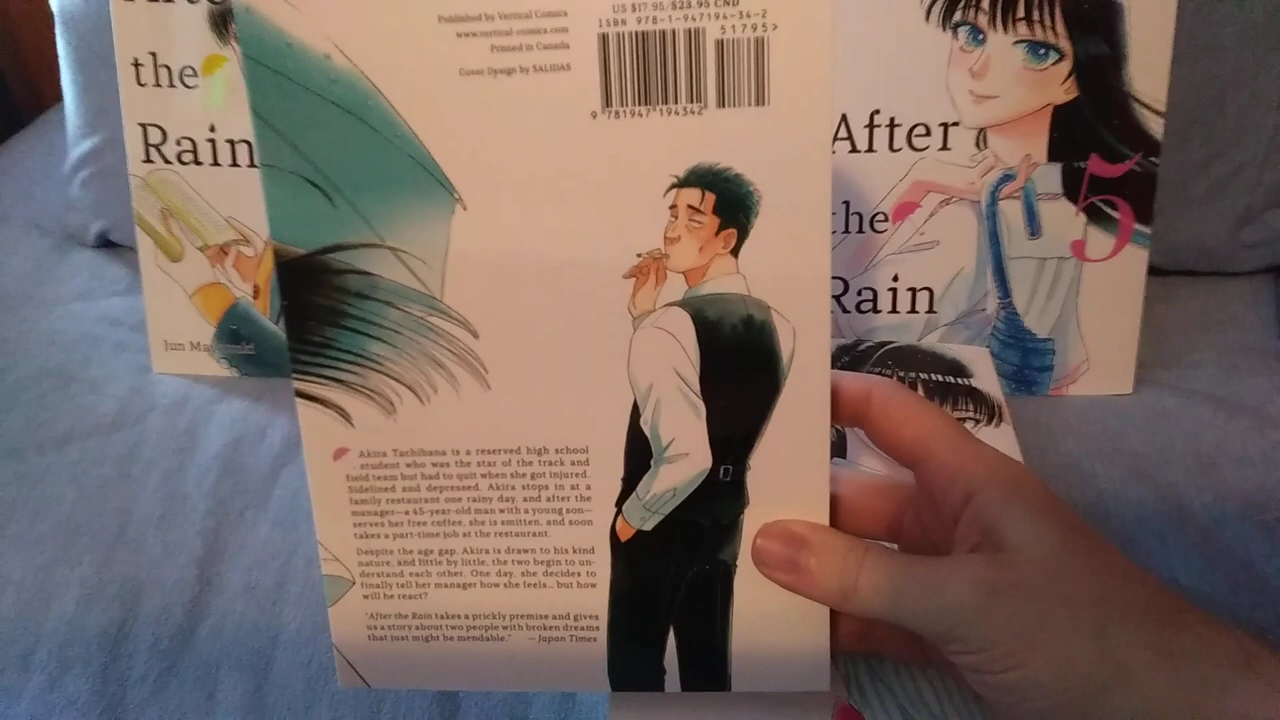 After
the
Rain
Jun Ma
Published by Vertical Comics
www.vertical-comics.com
Printed in Canada
Cover Dysign by SALIDAS
US $17.95/$23.95 CND
ISBN 978-1-947194-34-2
51795>
9 781947 194342
Akira Tachibana is a reserved high school
student who was the star of the track and
field team but had to quit when she got injured.
Sidelined and depressed, Akira stops in at a
family restaurant one rainy day, and after the
manager—a 45-year-old man with a young son—
serves her free coffee, she is smitten, and soon
takes a part-time job at the restaurant.
Despite the age gap, Akira is drawn to his kind
nature, and little by little, the two begin to un-
derstand each other. One day, she decides to
finally tell her manager how she feels... but how
will he react?
"After the Rain takes a prickly premise and gives
us a story about two people with broken dreams
that just might be mendable." — Japan Times
After
the
Rain
5